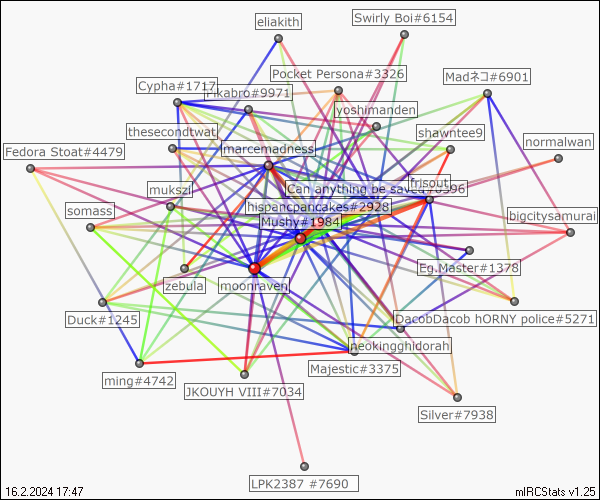 eliakith
Swirly Boi#6154
Pocket Persona#3326
Madネコ#6901
Cypha#1717
Pikabro#9971
yoshimanden
thesecondtwat
shawntee9
marcemadness
normalwan
Fedora Stoat#4479
mukszi
Can anything be saved#6396
frisout
hispancpancakes#2928
somass
Mushy#1984
bigcitysamurai
Eg.Master#1378
zebula
moonraven
Duck#1245
DacobDacob hORNY police#5271
neokingghidorah
Majestic#3375
ming#4742
JKOUYH VIII#7034
Silver#7938
LPK2387 #7690
16.2.2024 17:47
mIRCStats v1.25